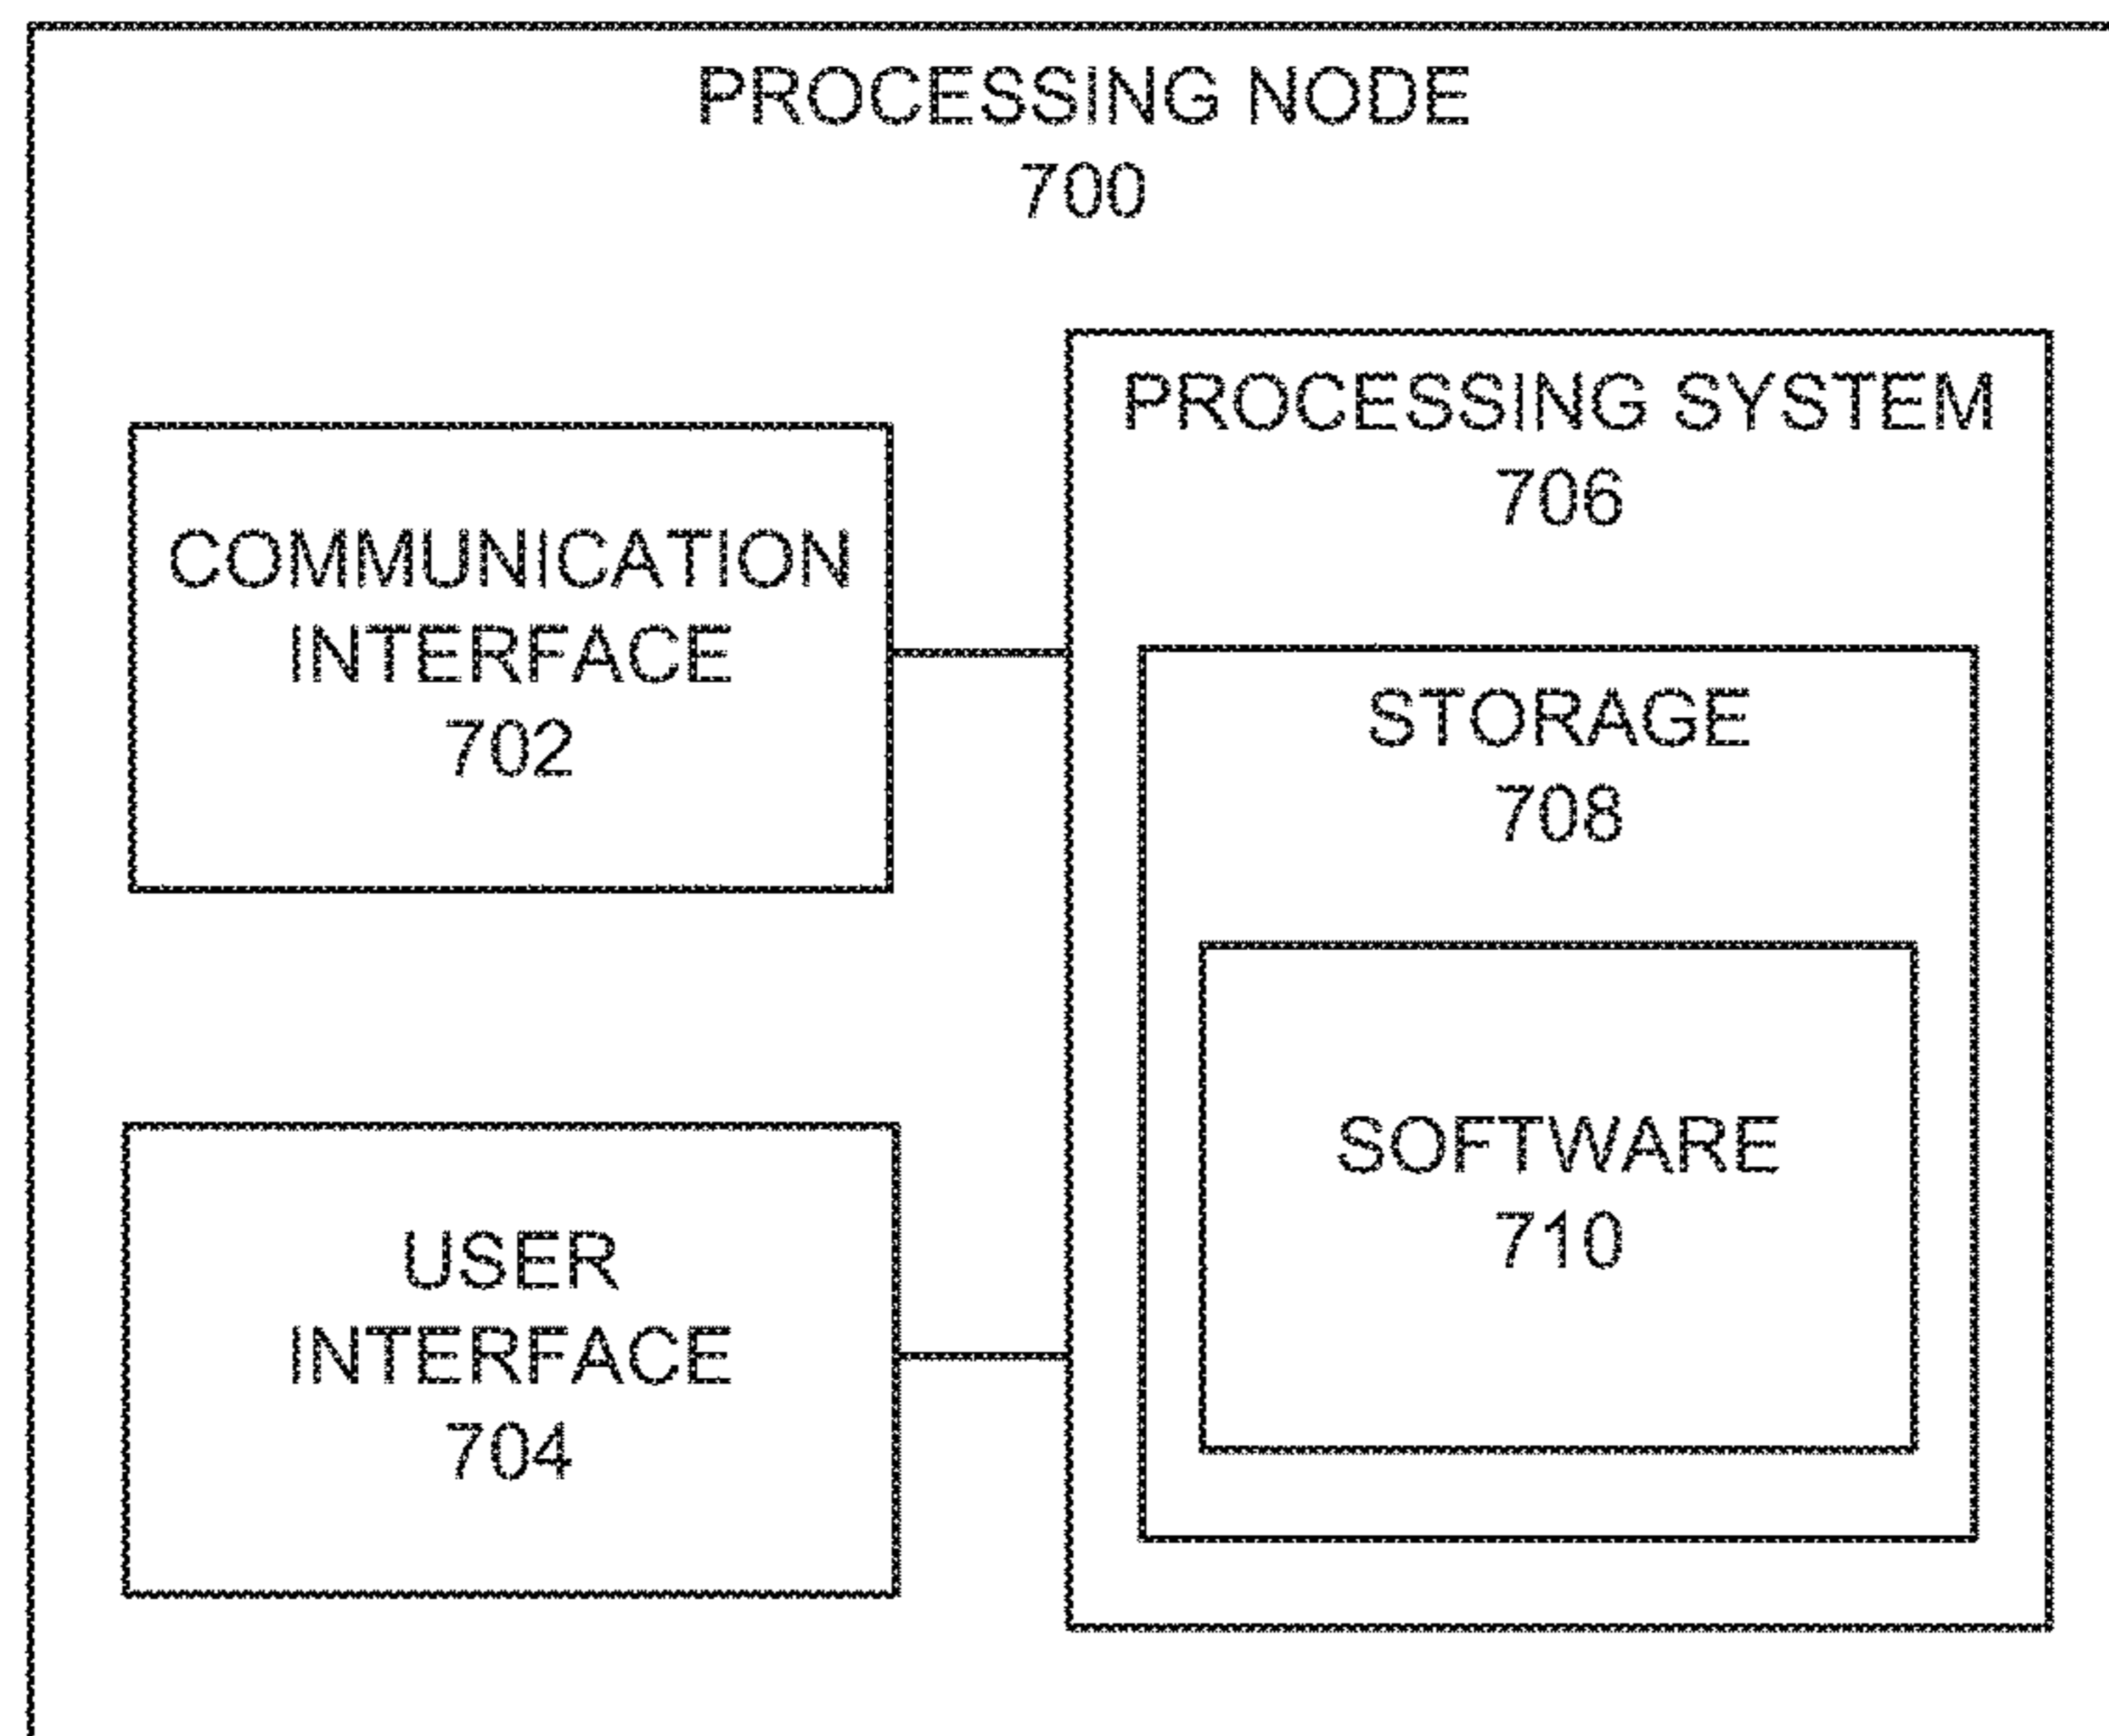 PROCESSING NODE
700
PROCESSING SYSTEM
706
COMMUNICATION
INTERFACE
702
STORAGE
708
SOFTWARE
710
USER
INTERFACE
704